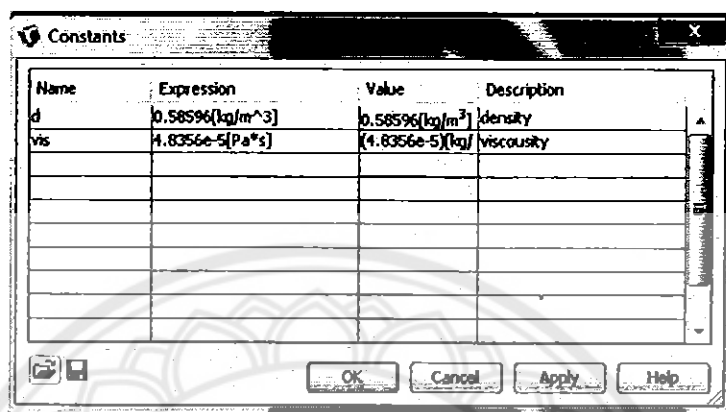 Constants
Name Expression Value Description
d 0.58596[kg/m^3] 0.58596[kg/m³] density
vis 4.8356e-5[Pa*s] (4.8356e-5)[kg/ viscousity
OK Cancel Apply Help